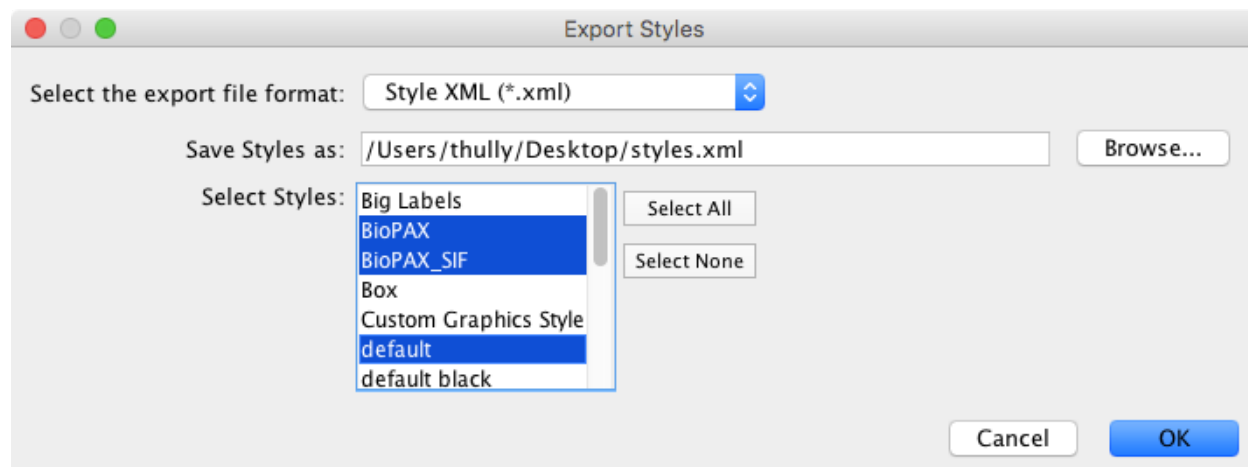 Export Styles
Select the export file format: Style XML (*.xml)
Save Styles as: /Users/thully/Desktop/styles.xml Browse...
Select Styles: Big Labels Select All
BioPAX
BioPAX_SIF Select None
Box
Custom Graphics Style
default
default black
Cancel OK